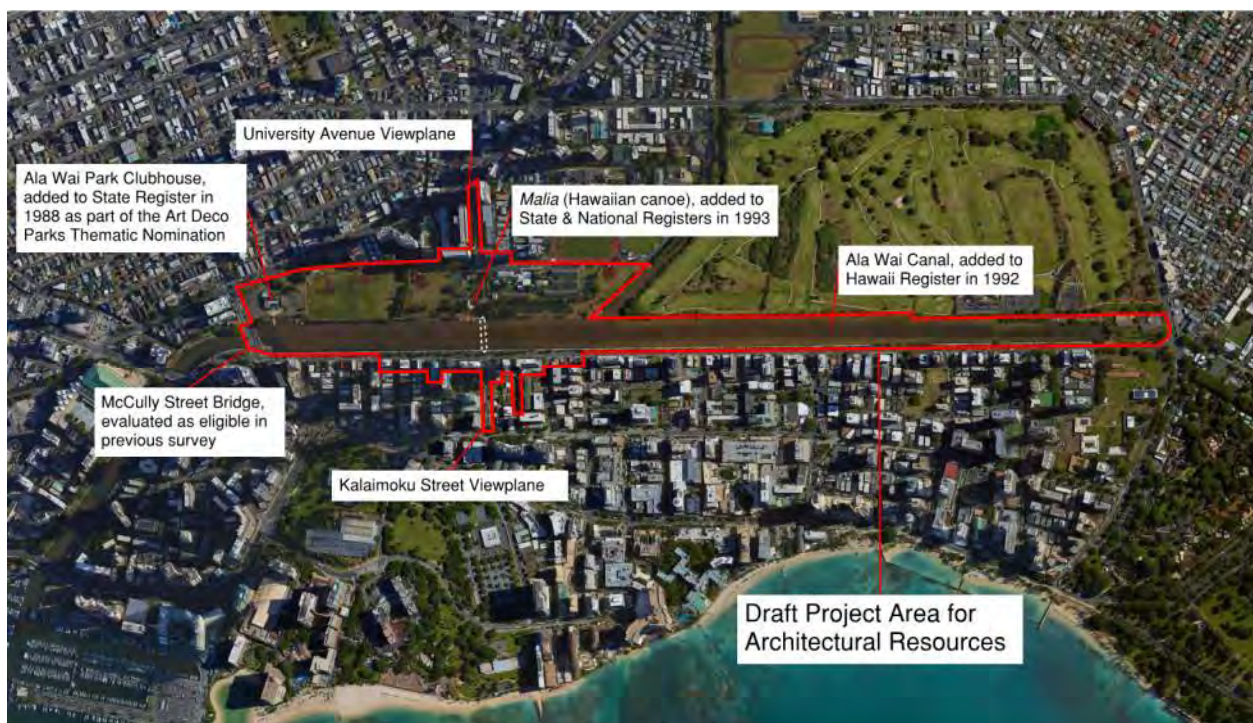 University Avenue Viewplane
Ala Wai Park Clubhouse,
added to State Register in
1988 as part of the Art Deco
Parks Thematic Nomination
Malia (Hawaiian canoe), added to
State & National Registers in 1993
Ala Wai Canal, added to
Hawaii Register in 1992
McCully Street Bridge,
evaluated as eligible in
previous survey
Kalaimoku Street Viewplane
Draft Project Area for
Architectural Resources